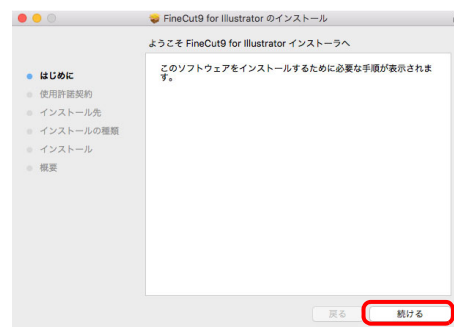 FineCut9 for Illustrator のインストール
ようこそ FineCut9 for Illustrator インストーラへ
はじめに
使用許諾契約
インストール先
インストールの種類
インストール
概要
このソフトウェアをインストールするために必要な手順が表示されま
す。
戻る
続ける